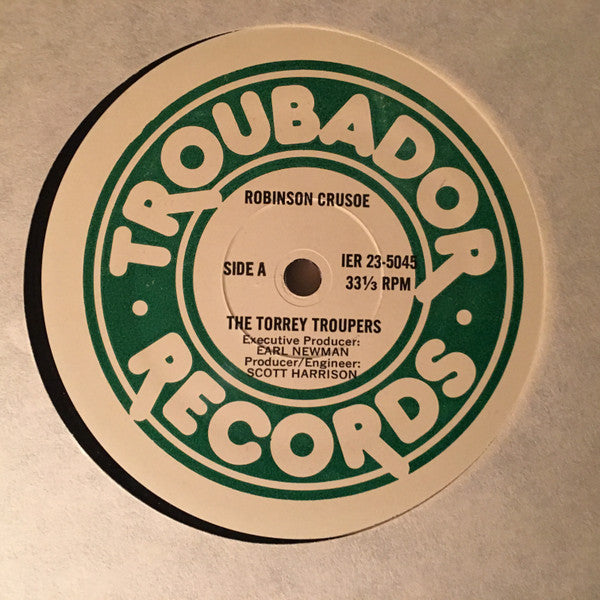 TROUBADOR
RECORDS
ROBINSON CRUSOE
SIDE A
IER 23-5045
33⅓ RPM
THE TORREY TROUPERS
Executive Producer:
EARL NEWMAN
Producer/Engineer:
SCOTT HARRISON